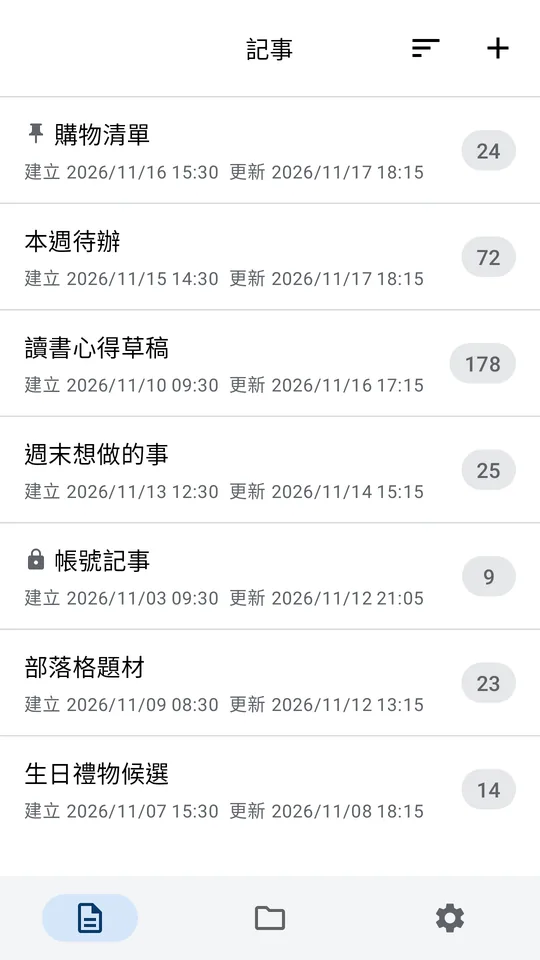 記事
購物清單
建立 2026/11/16 15:30 更新 2026/11/17 18:15
24
本週待辦
建立 2026/11/15 14:30 更新 2026/11/17 18:15
72
讀書心得草稿
建立 2026/11/10 09:30 更新 2026/11/16 17:15
178
週末想做的事
建立 2026/11/13 12:30 更新 2026/11/14 15:15
25
帳號記事
建立 2026/11/03 09:30 更新 2026/11/12 21:05
9
部落格題材
建立 2026/11/09 08:30 更新 2026/11/12 13:15
23
生日禮物候選
建立 2026/11/07 15:30 更新 2026/11/08 18:15
14